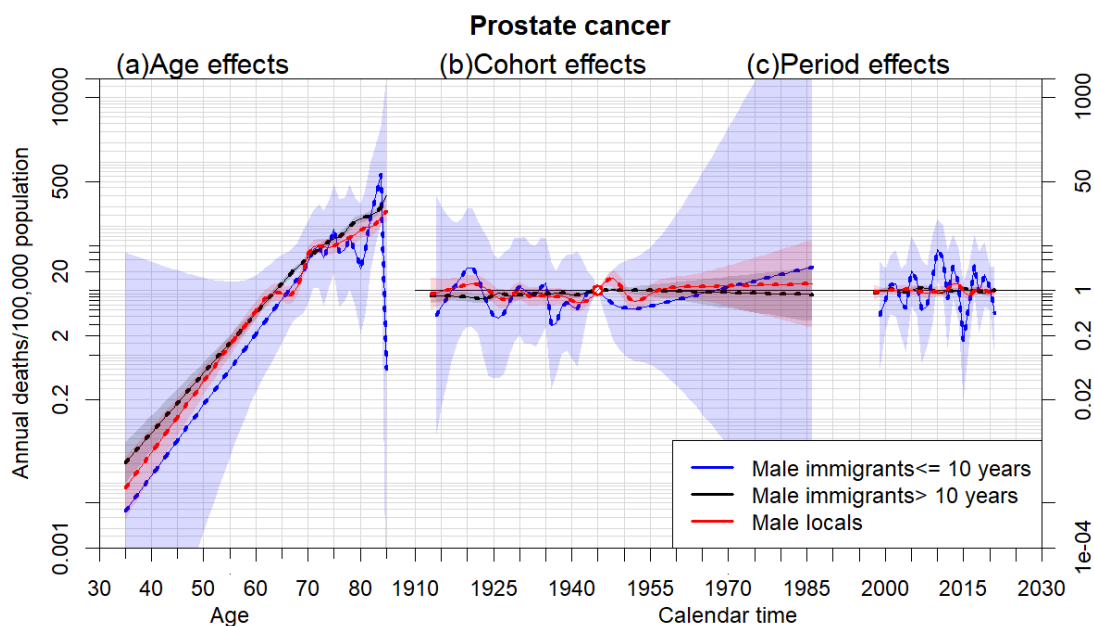 Prostate cancer
(a)Age effects (b)Cohort effects (c)Period effects
Annual deaths/100,000 population
10000
500
20
2
0.2
0.001
1000
50
1
0.2
0.02
1e-04
Male immigrants<= 10 years
Male immigrants> 10 years
Male locals
30 40 50 60 70 80 1910 1925 1940 1955 1970 1985 2000 2015 2030
Age Calendar time